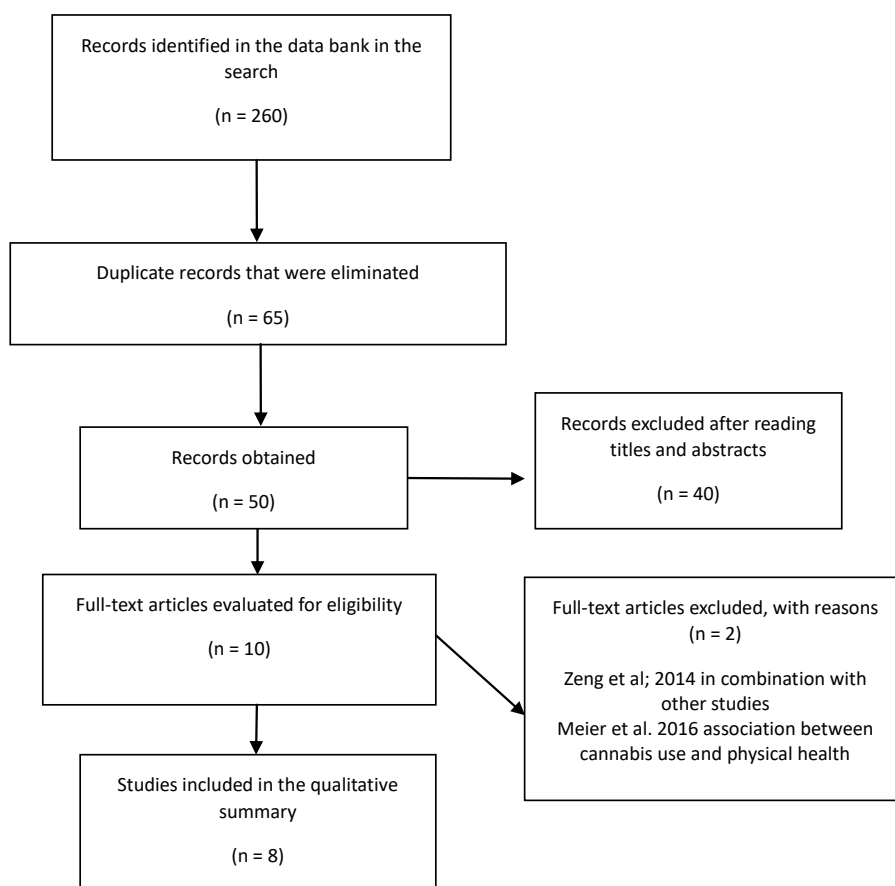 Records identified in the data bank in the
search
(n = 260)
Duplicate records that were eliminated
(n = 65)
Records obtained
(n = 50)
Records excluded after reading
titles and abstracts
(n = 40)
Full-text articles evaluated for eligibility
(n = 10)
Full-text articles excluded, with reasons
(n = 2)
Zeng et al; 2014 in combination with
other studies
Meier et al. 2016 association between
cannabis use and physical health
Studies included in the qualitative
summary
(n = 8)